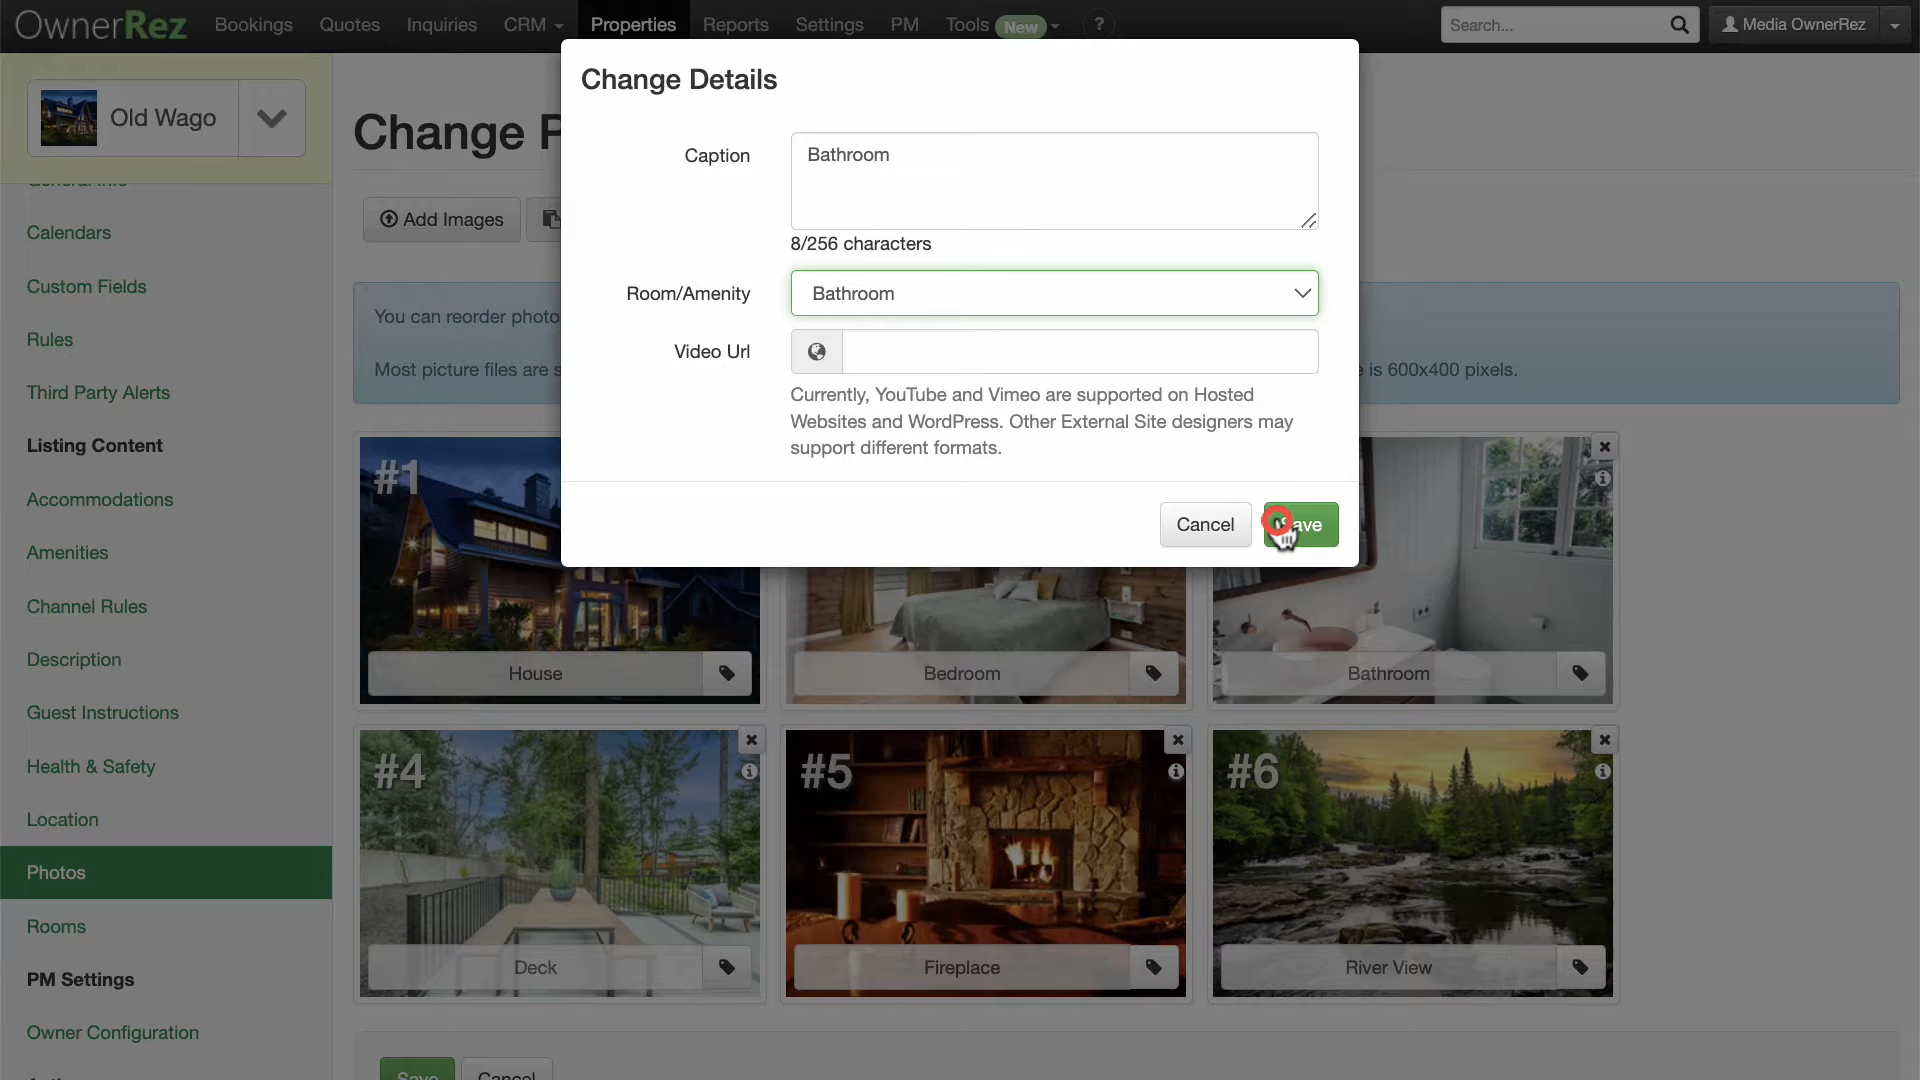 OwnerRez Bookings Quotes Inquiries CRM Properties Reports Settings PM Tools New ? Search... Media OwnerRez
Change Details
Old Wago
Change P
Caption
Bathroom
8/256 characters
Add Images
Room/Amenity
Bathroom
Video Url
Currently, YouTube and Vimeo are supported on Hosted
Websites and WordPress. Other External Site designers may
support different formats.
Cancel
Save
You can reorder photo
Most picture files are s
e is 600x400 pixels.
General Info
Calendars
Custom Fields
Rules
Third Party Alerts
Listing Content
Accommodations
Amenities
Channel Rules
Description
Guest Instructions
Health & Safety
Location
Photos
Rooms
PM Settings
Owner Configuration
#1
House
Bedroom
Bathroom
#4
#5
#6
Deck
Fireplace
River View
Save
Cancel